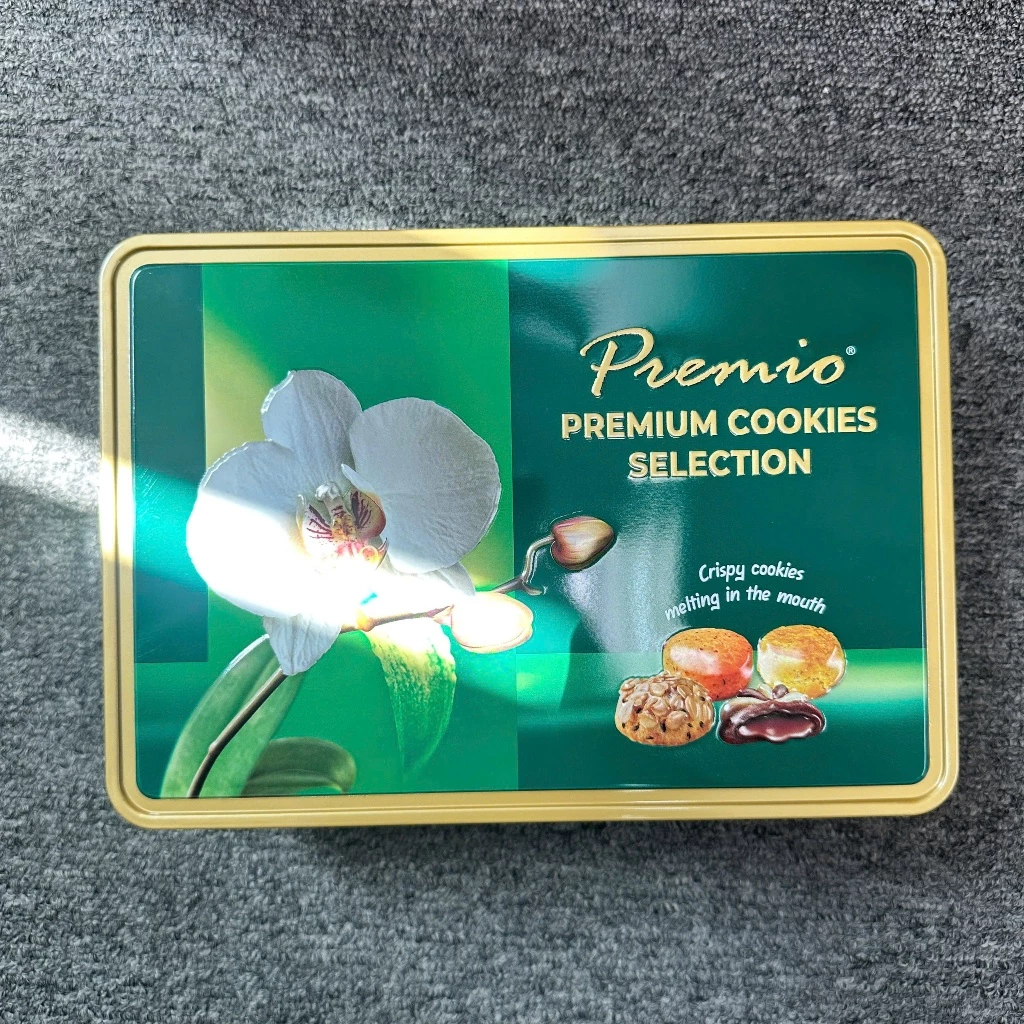 Premio®
PREMIUM COOKIES
SELECTION
Crispy cookies
melting in the mouth